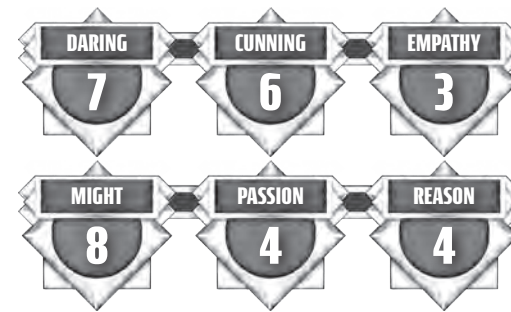 DARING CUNNING EMPATHY
7 6 3
MIGHT PASSION REASON
8 4 4